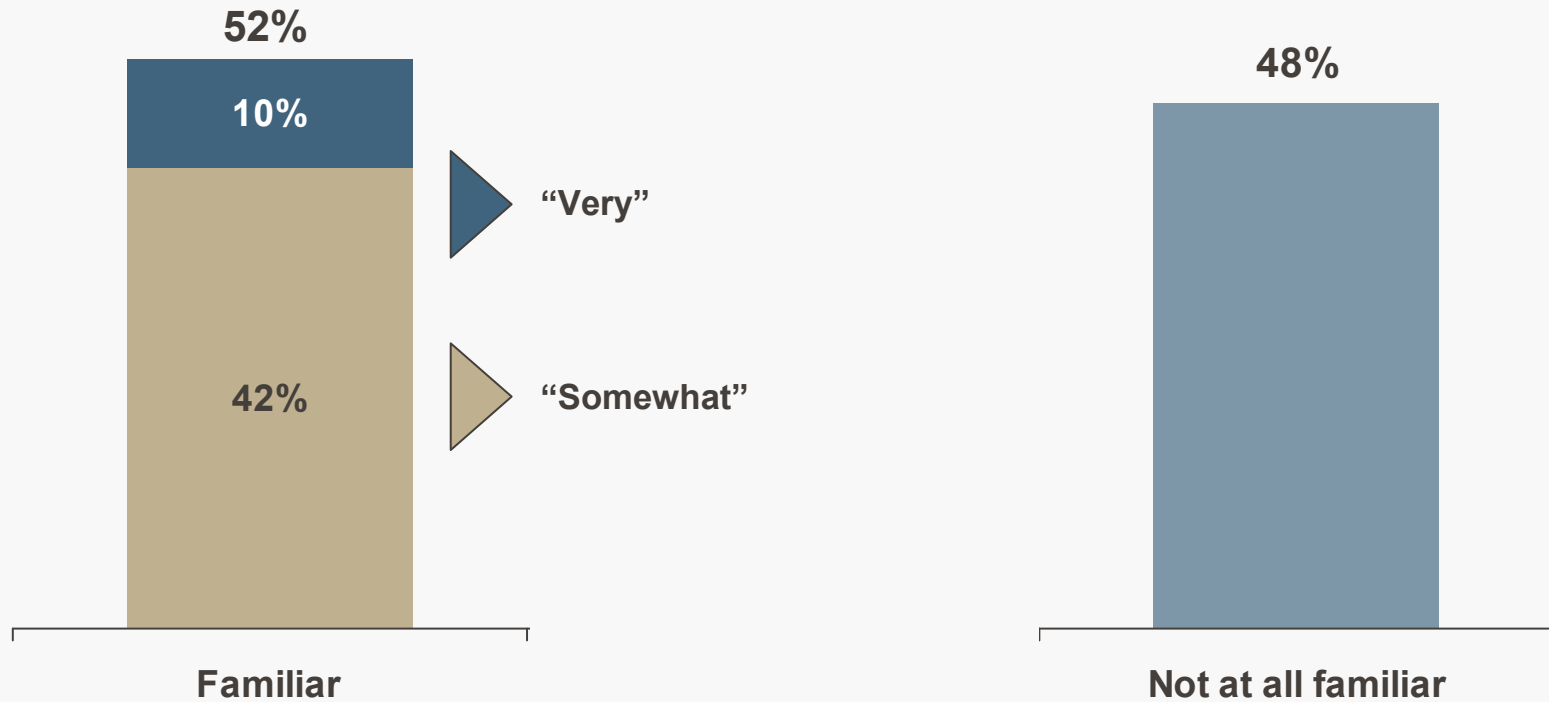 52%
10%
“Very”
42%
“Somewhat”
Familiar
48%
Not at all familiar